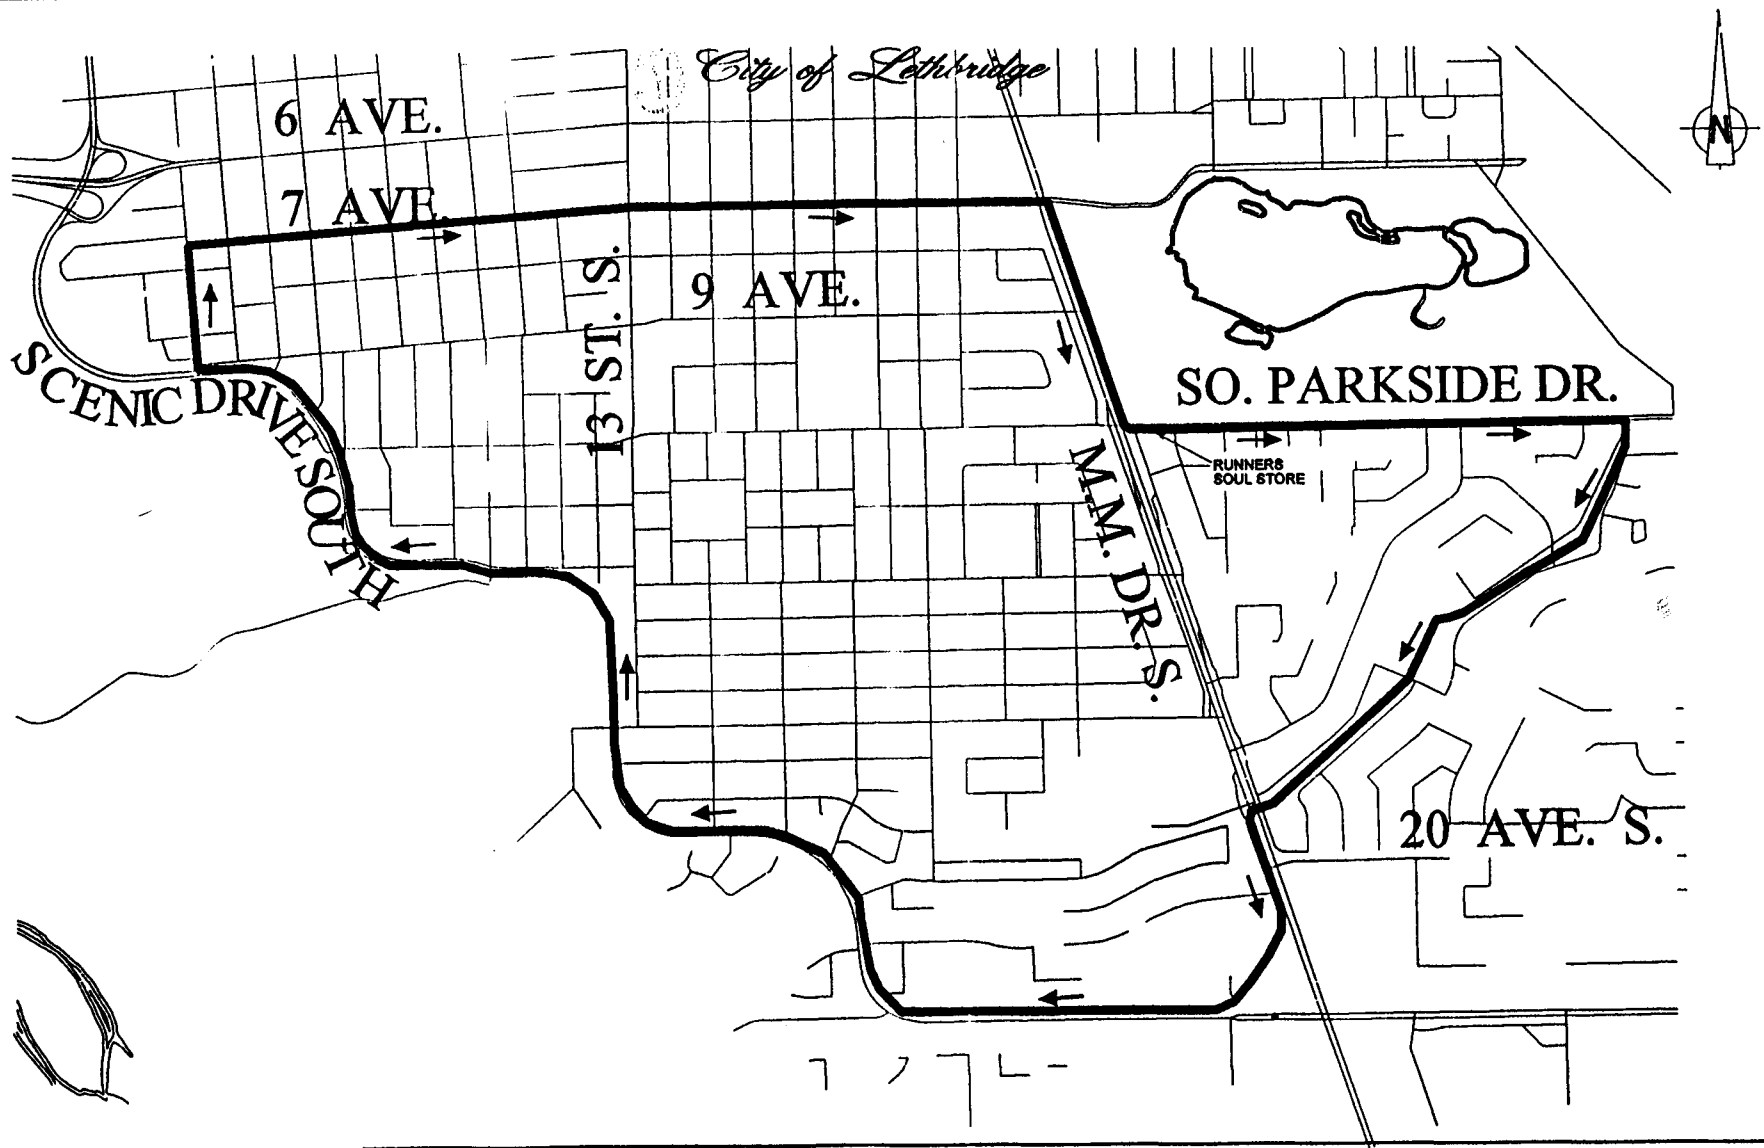 City of Lethbridge
N
6 AVE.
7 AVE.
13 ST. S.
9 AVE.
SCENIC DRIVE SOUTH
SO. PARKSIDE DR.
RUNNERS
SOUL STORE
M.M. DR. S.
20 AVE. S.